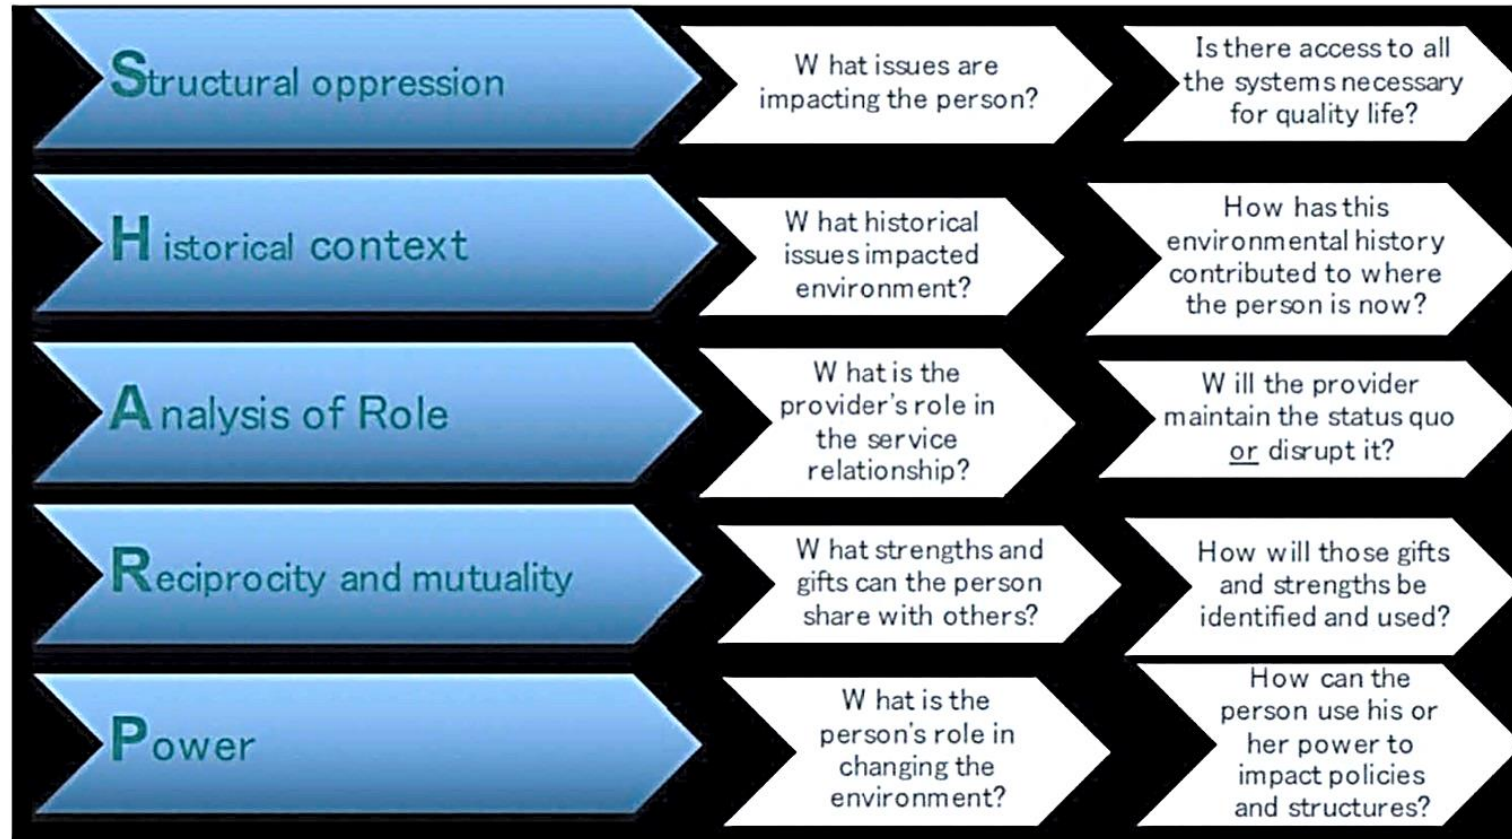 Structural oppression
What issues are
impacting the person?
Is there access to all
the systems necessary
for quality life?
Historical context
What historical
issues impacted
environment?
How has this
environmental history
contributed to where
the person is now?
Analysis of Role
What is the
provider's role in
the service
relationship?
Will the provider
maintain the status quo
or disrupt it?
Reciprocity and mutuality
What strengths and
gifts can the person
share with others?
How will those gifts
and strengths be
identified and used?
Power
What is the
person's role in
changing the
environment?
How can the
person use his or
her power to
impact policies
and structures?